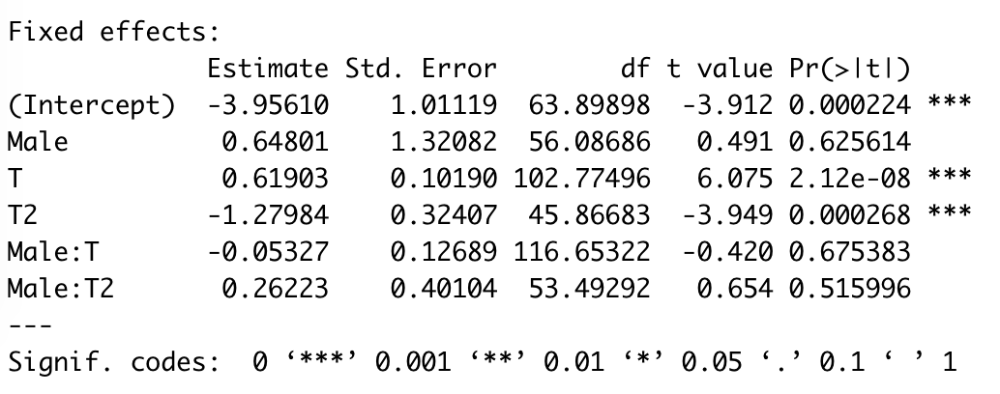 Fixed effects:
Estimate Std. Error df t value Pr(>|t|)
(Intercept) -3.95610 1.01119 63.89898 -3.912 0.000224 ***
Male 0.64801 1.32082 56.08686 0.491 0.625614
T 0.61903 0.10190 102.77496 6.075 2.12e-08 ***
T2 -1.27984 0.32407 45.86683 -3.949 0.000268 ***
Male:T -0.05327 0.12689 116.65322 -0.420 0.675383
Male:T2 0.26223 0.40104 53.49292 0.654 0.515996
---
Signif. codes: 0 ‘***’ 0.001 ‘**’ 0.01 ‘*’ 0.05 ‘.’ 0.1 ‘ ’ 1